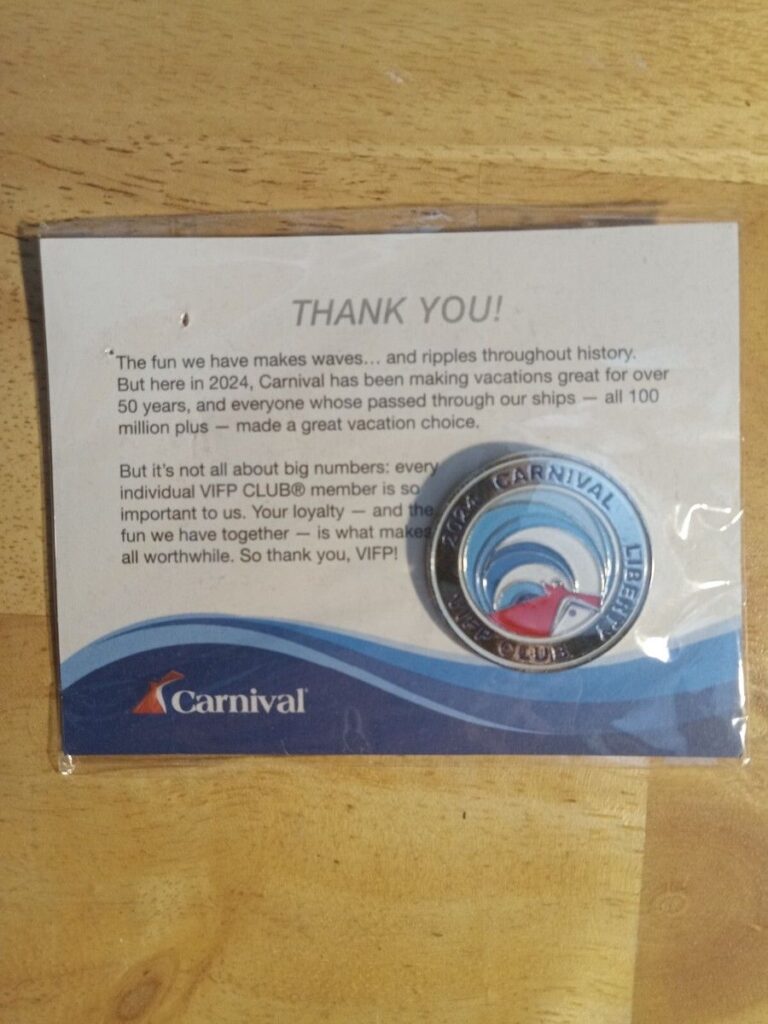 THANK YOU!
The fun we have makes waves... and ripples throughout history.
But here in 2024, Carnival has been making vacations great for over
50 years, and everyone whose passed through our ships — all 100
million plus — made a great vacation choice.
But it's not all about big numbers: every
individual VIFP CLUB® member is so
important to us. Your loyalty — and the
fun we have together — is what makes
all worthwhile. So thank you, VIFP!
2024 CARNIVAL LIBERTY
VIFP CLUB
Carnival